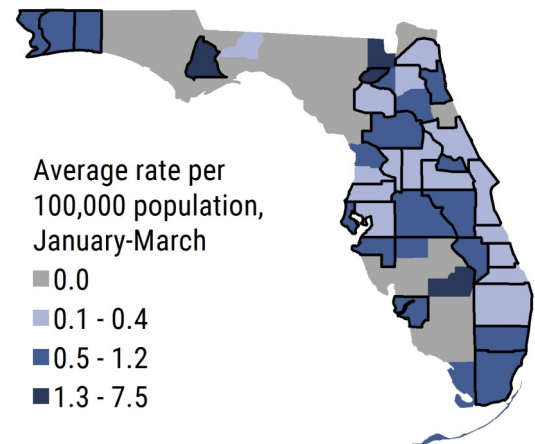 Average rate per
100,000 population,
January-March
0.0
0.1 - 0.4
0.5 - 1.2
1.3 - 7.5